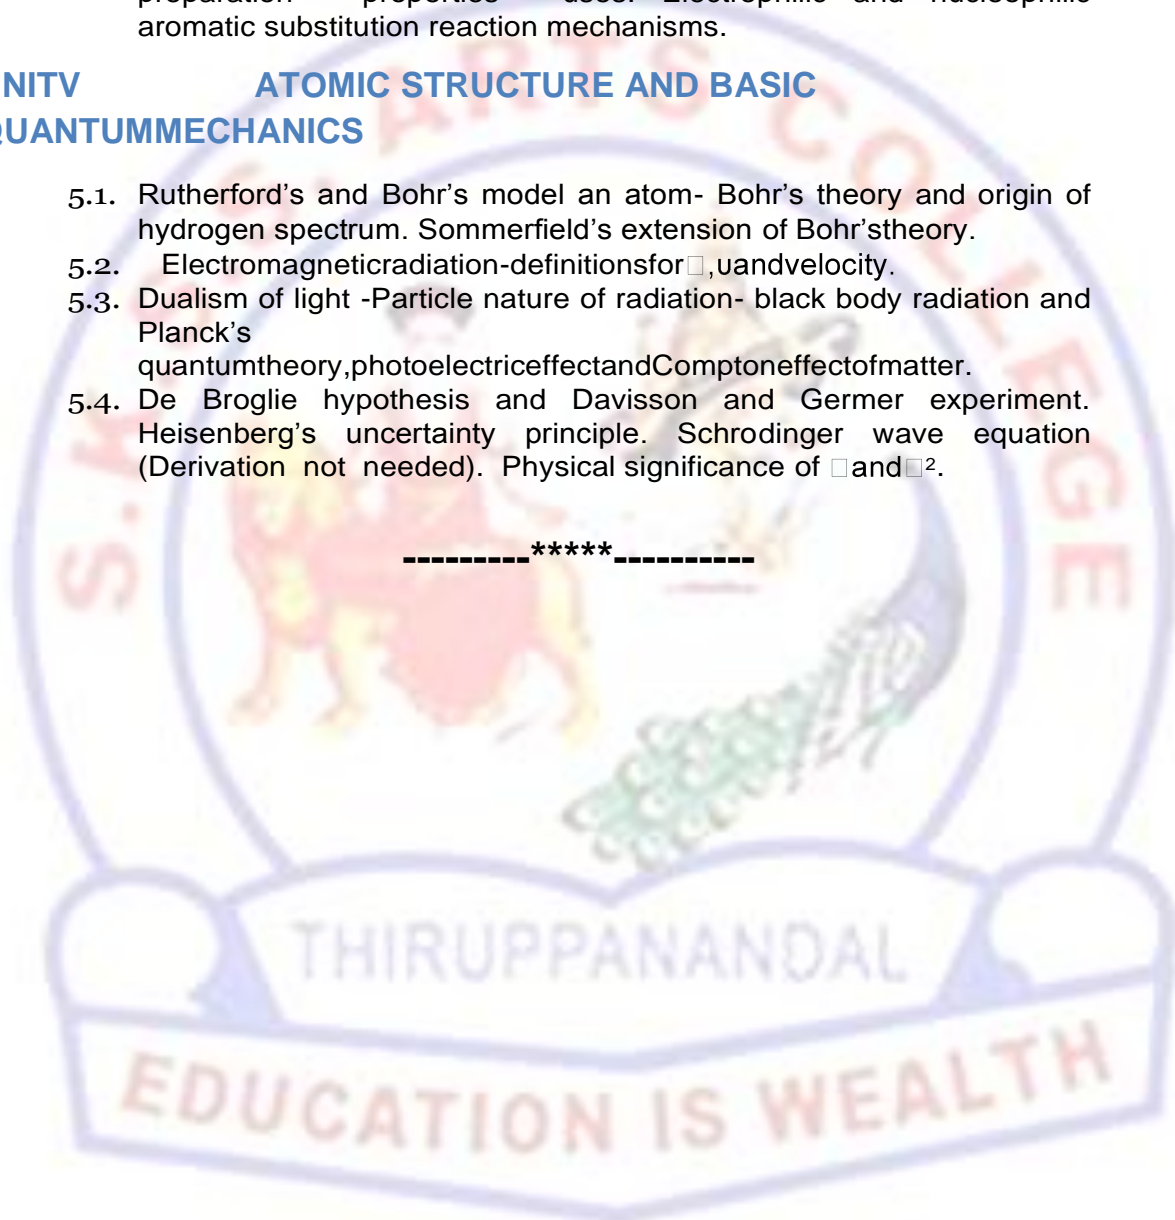 aromatic substitution reaction mechanisms.
NITV ATOMIC STRUCTURE AND BASIC
QUANTUMMECHANICS
5.1. Rutherford’s and Bohr’s model an atom- Bohr’s theory and origin of
hydrogen spectrum. Sommerfield’s extension of Bohr’stheory.
5.2. Electromagneticradiation-definitionsfor□,uandvelocity.
5.3. Dualism of light -Particle nature of radiation- black body radiation and
Planck’s
quantumtheory,photoelectriceffectandComptoneffectofmatter.
5.4. De Broglie hypothesis and Davisson and Germer experiment.
Heisenberg’s uncertainty principle. Schrodinger wave equation
(Derivation not needed). Physical significance of □and□².
---------*****----------
ARTS COLLEGE
THIRUPPANANDAL
EDUCATION IS WEALTH